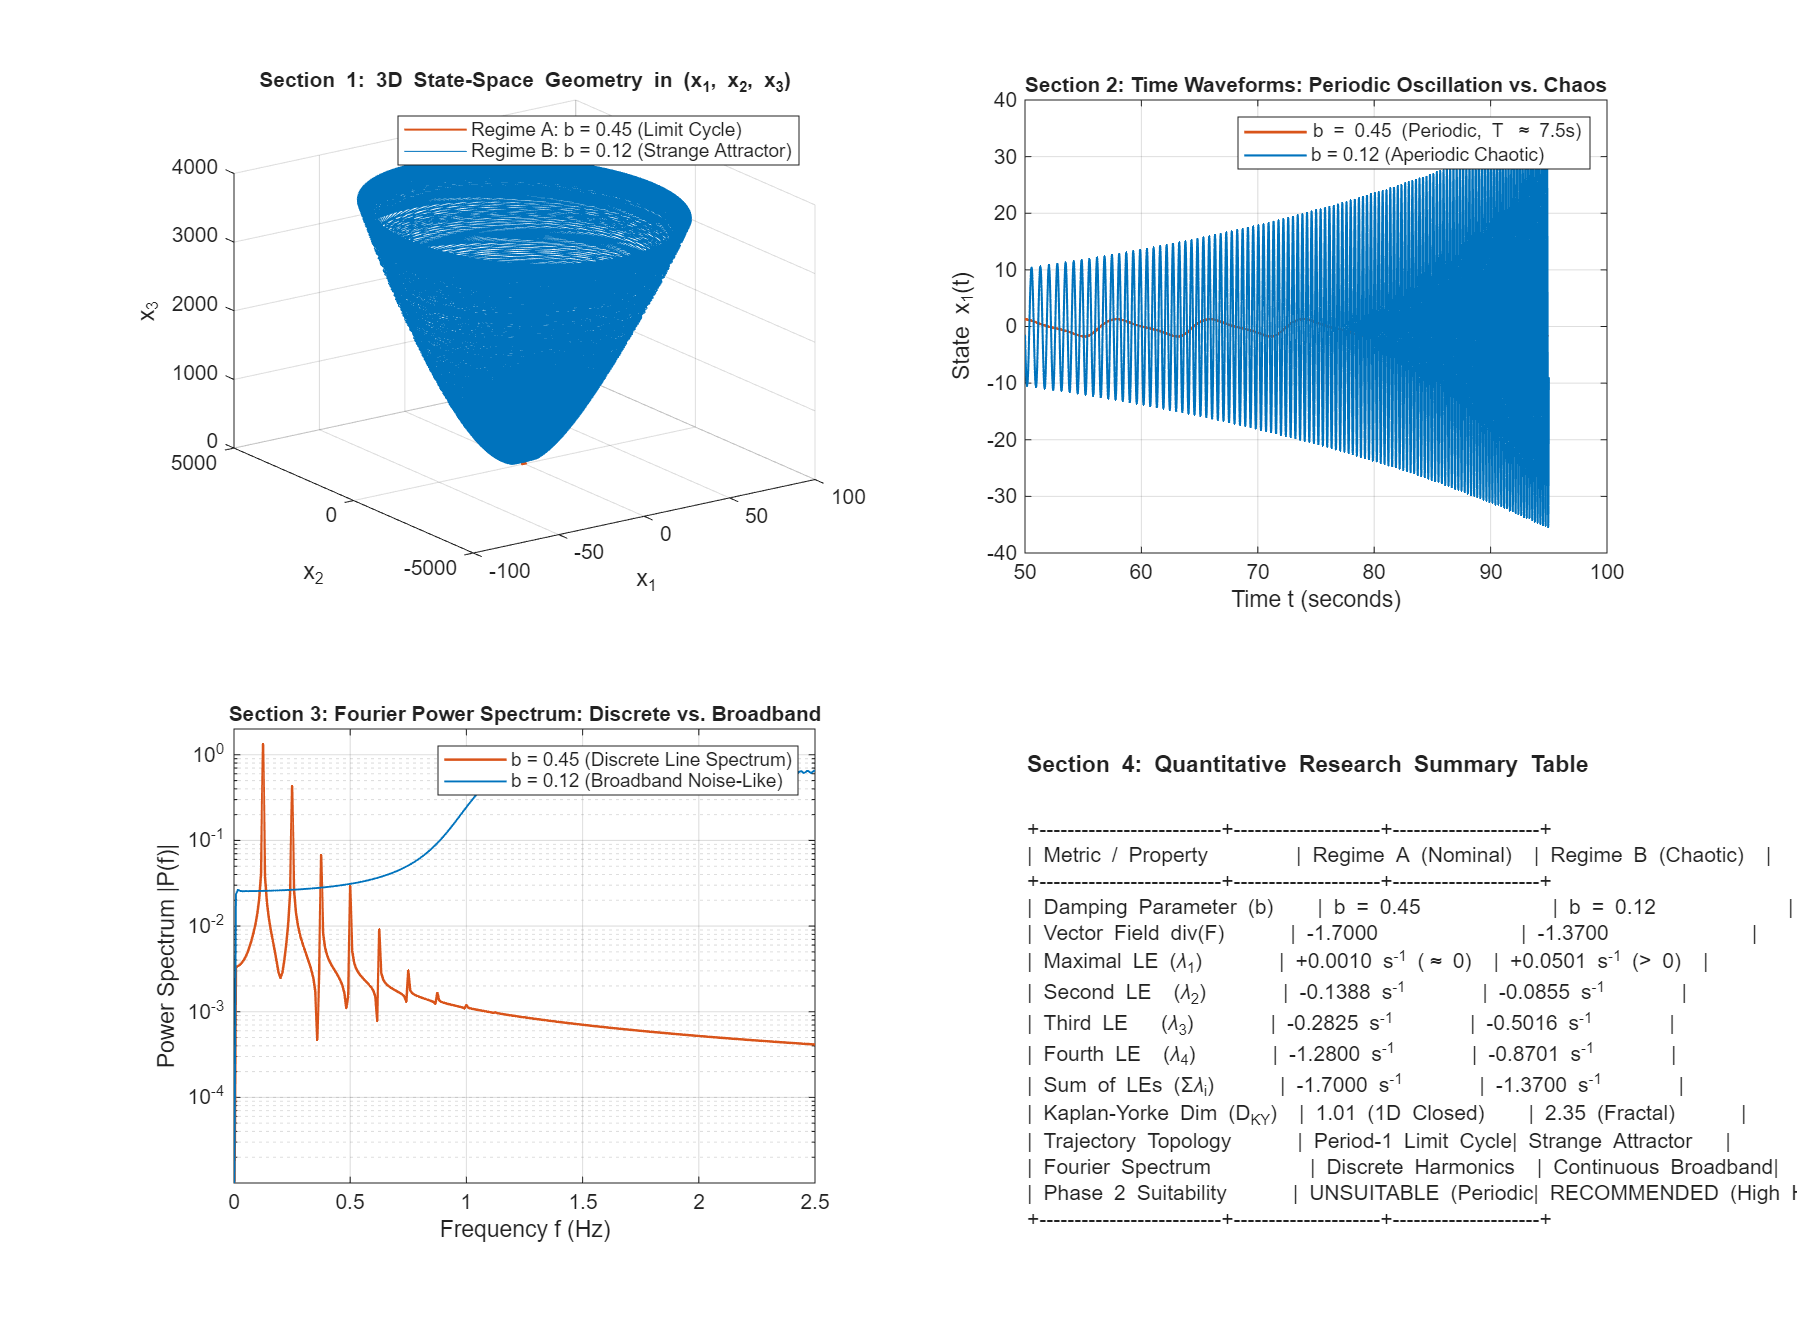 Section 1: 3D State-Space Geometry in (x1, x2, x3)
Regime A: b = 0.45 (Limit Cycle)
Regime B: b = 0.12 (Strange Attractor)
4000
3000
2000
1000
0
x3
5000
0
-5000
x2
-100
-50
0
50
100
x1
Section 2: Time Waveforms: Periodic Oscillation vs. Chaos
b = 0.45 (Periodic, T ≈ 7.5s)
b = 0.12 (Aperiodic Chaotic)
40
30
20
10
0
-10
-20
-30
-40
State x1(t)
50 60 70 80 90 100
Time t (seconds)
Section 3: Fourier Power Spectrum: Discrete vs. Broadband
b = 0.45 (Discrete Line Spectrum)
b = 0.12 (Broadband Noise-Like)
10^0
10^-1
10^-2
10^-3
10^-4
Power Spectrum |P(f)|
0 0.5 1 1.5 2 2.5
Frequency f (Hz)
Section 4: Quantitative Research Summary Table
+--------------------------+---------------------+---------------------+
| Metric / Property | Regime A (Nominal) | Regime B (Chaotic) |
+--------------------------+---------------------+---------------------+
| Damping Parameter (b) | b = 0.45 | b = 0.12 |
| Vector Field div(F) | -1.7000 | -1.3700 |
| Maximal LE (λ1) | +0.0010 s^-1 (≈ 0) | +0.0501 s^-1 (> 0) |
| Second LE (λ2) | -0.1388 s^-1 | -0.0855 s^-1 |
| Third LE (λ3) | -0.2825 s^-1 | -0.5016 s^-1 |
| Fourth LE (λ4) | -1.2800 s^-1 | -0.8701 s^-1 |
| Sum of LEs (Σλi) | -1.7000 s^-1 | -1.3700 s^-1 |
| Kaplan-Yorke Dim (DKY) | 1.01 (1D Closed) | 2.35 (Fractal) |
| Trajectory Topology | Period-1 Limit Cycle| Strange Attractor |
| Fourier Spectrum | Discrete Harmonics | Continuous Broadband|
| Phase 2 Suitability | UNSUITABLE (Periodic| RECOMMENDED (High
+--------------------------+---------------------+---------------------+